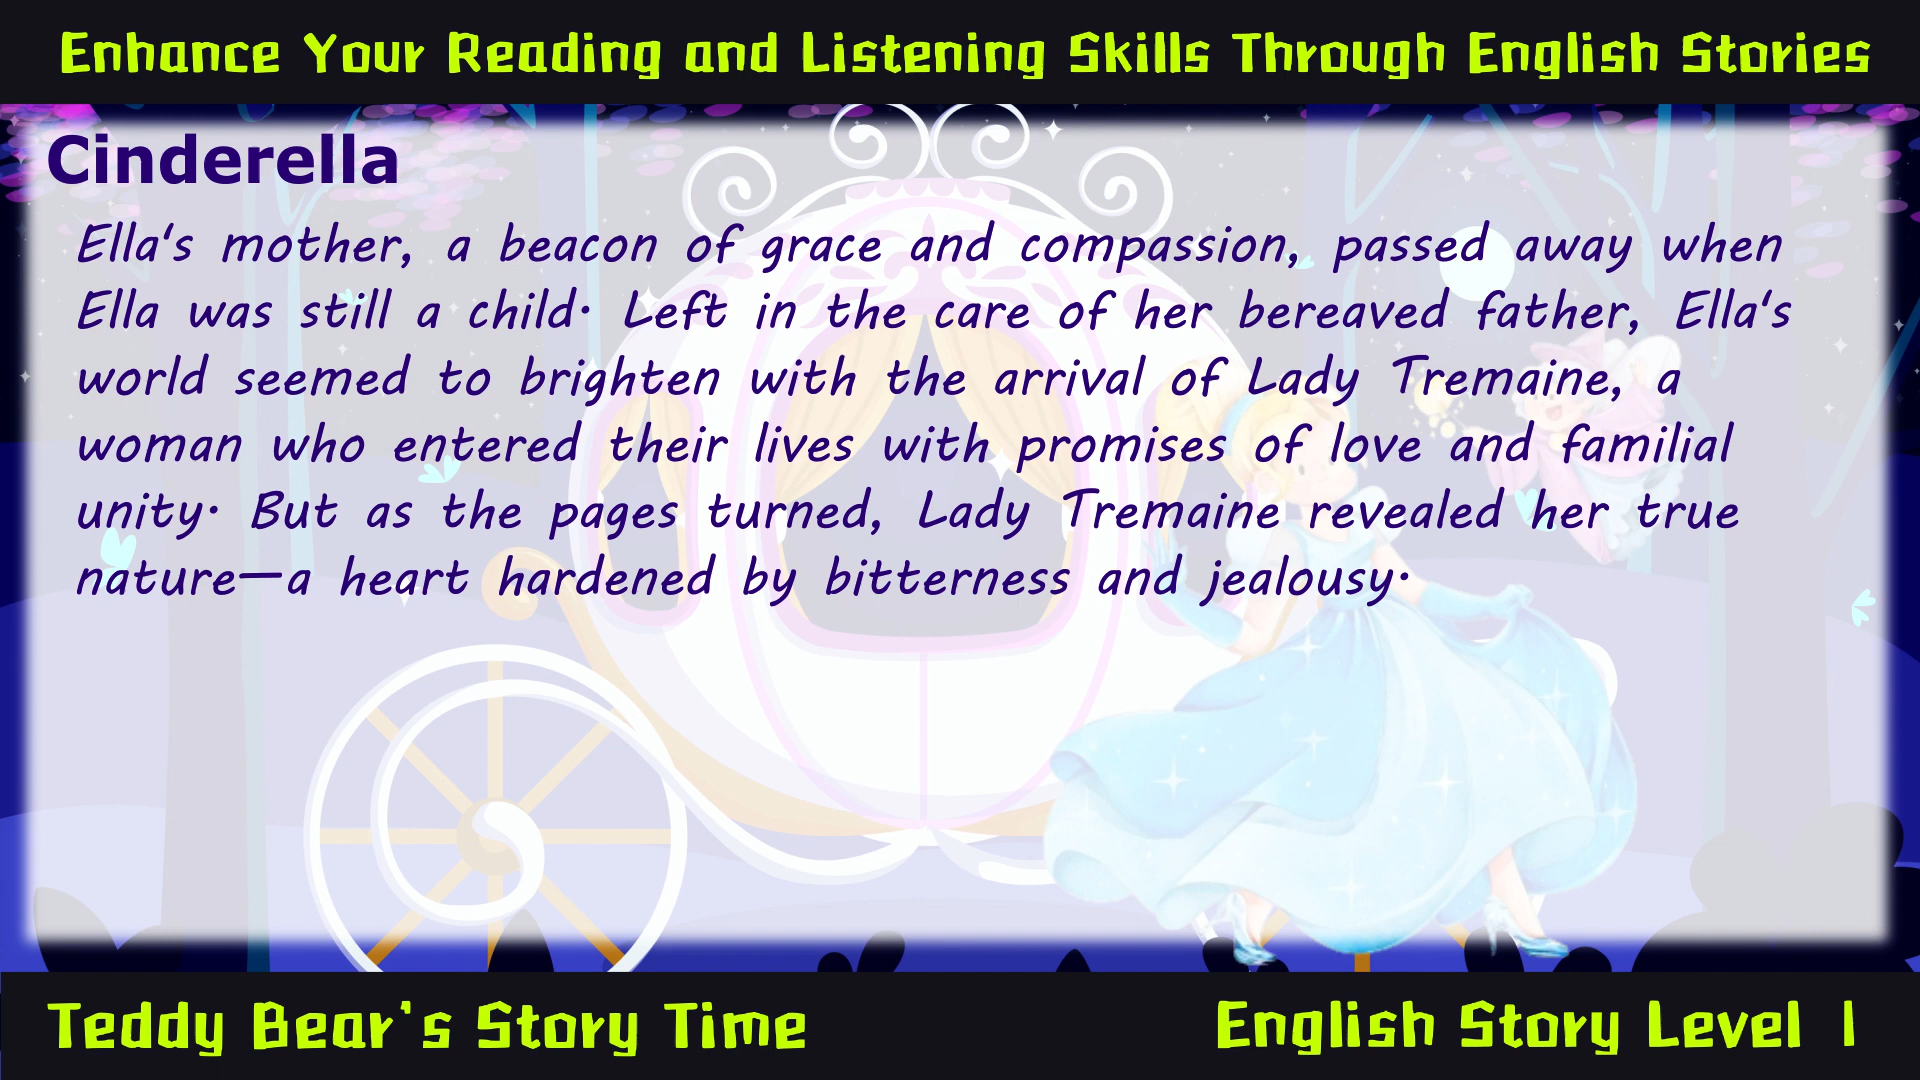 Enhance Your Reading and Listening Skills Through English Stories
Cinderella
Ella's mother, a beacon of grace and compassion, passed away when
Ella was still a child. Left in the care of her bereaved father, Ella's
world seemed to brighten with the arrival of Lady Tremaine, a
woman who entered their lives with promises of love and familial
unity. But as the pages turned, Lady Tremaine revealed her true
nature—a heart hardened by bitterness and jealousy.
Teddy Bear's Story Time
English Story Level 1